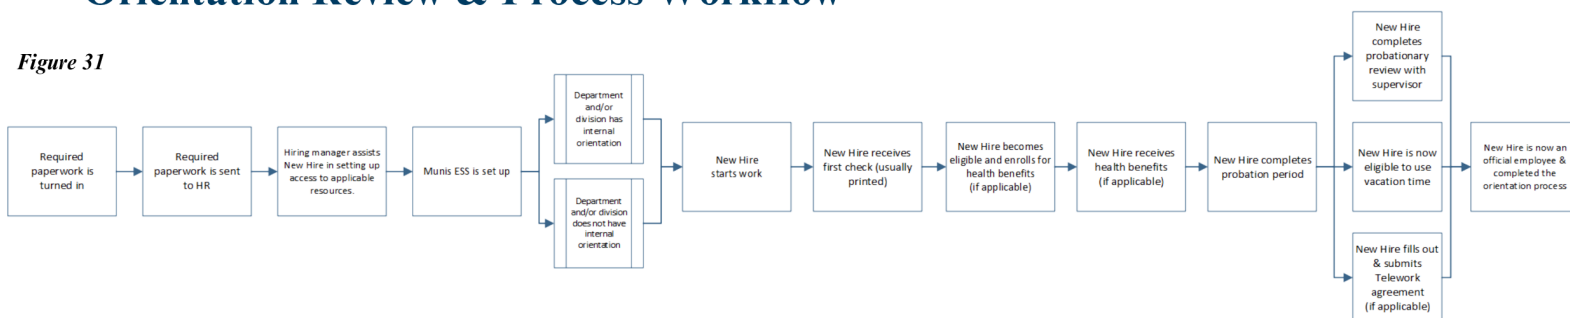 Orientation Review & Process Workflow
Figure 31
Required
paperwork is
turned in
Required
paperwork is sent
to HR
Hiring manager assists
New Hire in setting up
access to applicable
resources.
Munis ESS is set up
Department
and/or
division has
internal
orientation
Department
and/or division
does not have
internal
orientation
New Hire
starts work
New Hire receives
first check (usually
printed)
New Hire becomes
eligible and enrolls for
health benefits
(if applicable)
New Hire receives
health benefits
(if applicable)
New Hire completes
probation period
New Hire
completes
probationary
review with
supervisor
New Hire is now
eligible to use
vacation time
New Hire fills out
& submits
Telework
agreement
(if applicable)
New Hire is now an
official employee &
completed the
orientation process